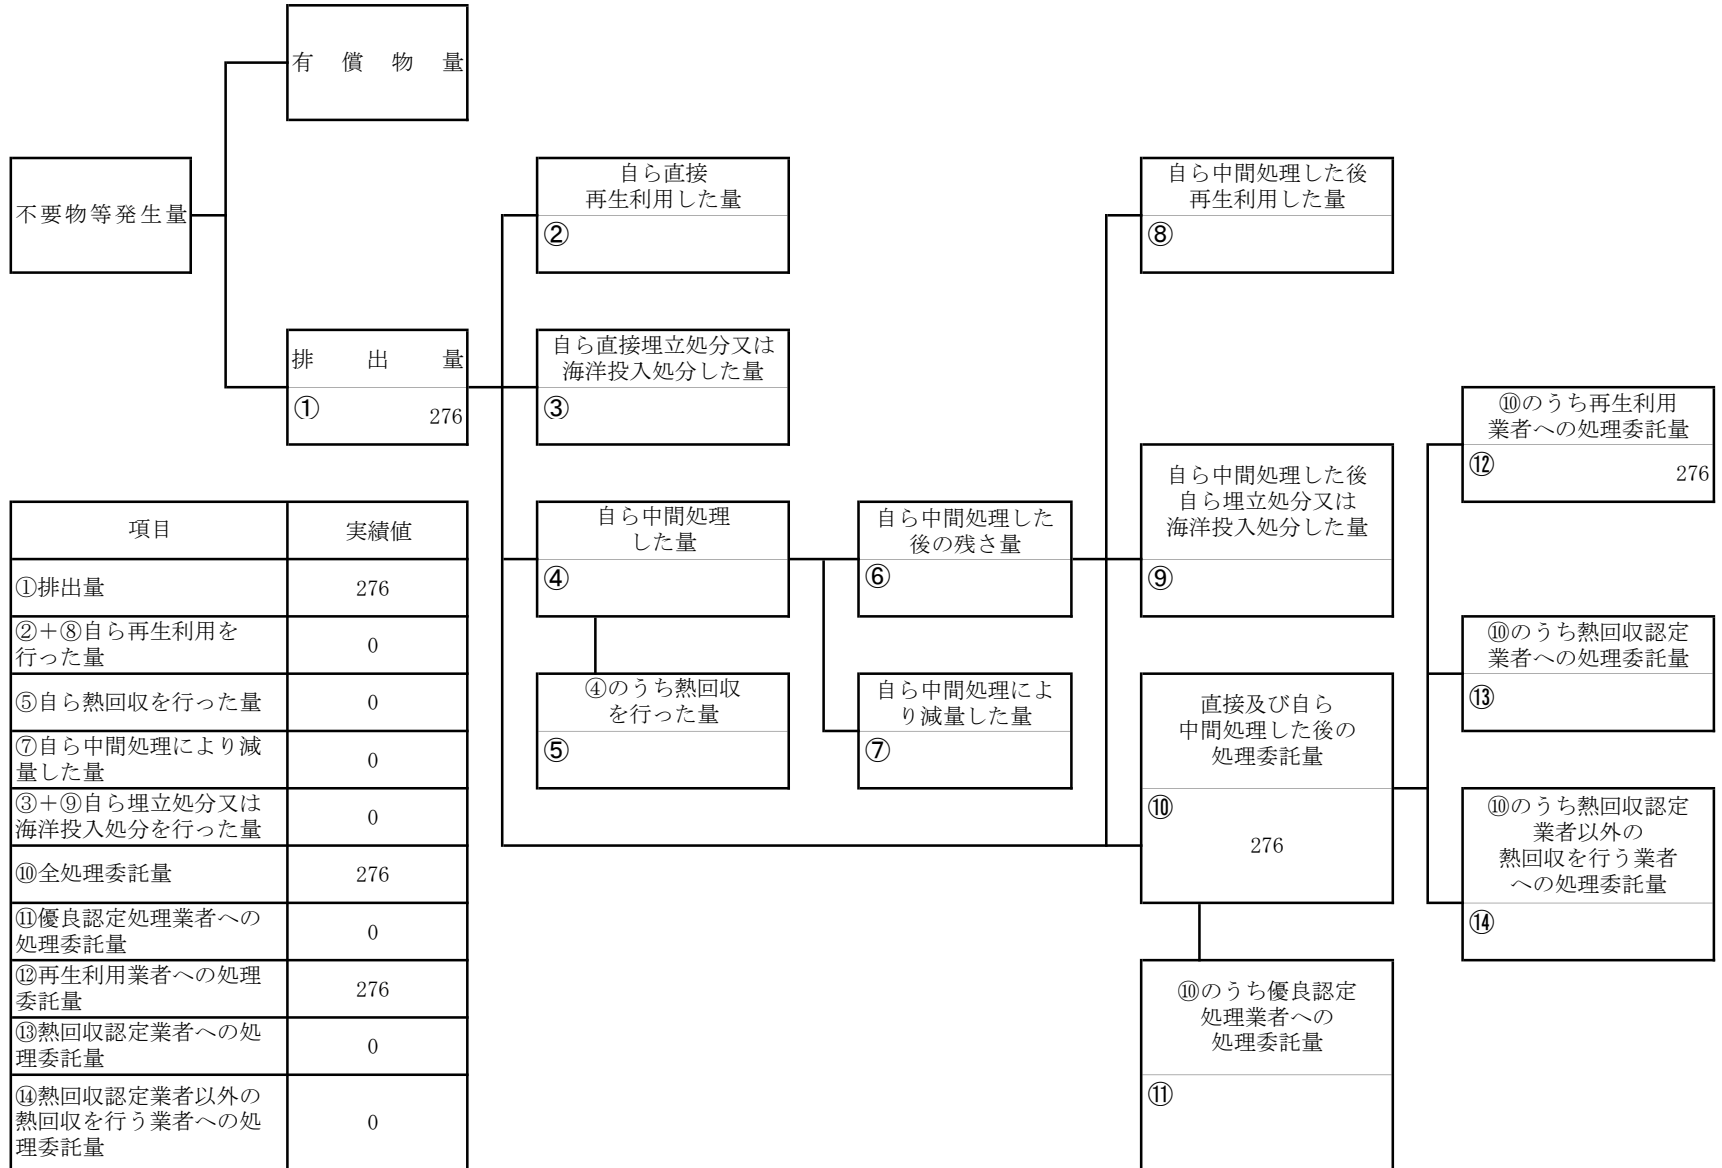 有償物量
不要物等発生量
自ら直接
再生利用した量
②
自ら中間処理した後
再生利用した量
⑧
排出量
①
276
自ら直接埋立処分又は
海洋投入処分した量
③
⑩のうち再生利用
業者への処理委託量
⑫
276
自ら中間処理
した量
④
自ら中間処理した
後の残さ量
⑥
自ら中間処理した後
自ら埋立処分又は
海洋投入処分した量
⑨
⑩のうち熱回収認定
業者への処理委託量
⑬
④のうち熱回収
を行った量
⑤
自ら中間処理によ
り減量した量
⑦
直接及び自ら
中間処理した後の
処理委託量
⑩
276
⑩のうち熱回収認定
業者以外の
熱回収を行う業者
への処理委託量
⑭
⑩のうち優良認定
処理業者への
処理委託量
⑪
項目
実績値
①排出量
276
②+⑧自ら再生利用を
行った量
0
⑤自ら熱回収を行った量
0
⑦自ら中間処理により減
量した量
0
③+⑨自ら埋立処分又は
海洋投入処分を行った量
0
⑩全処理委託量
276
⑪優良認定処理業者への
処理委託量
0
⑫再生利用業者への処理
委託量
276
⑬熱回収認定業者への処
理委託量
0
⑭熱回収認定業者以外の
熱回収を行う業者への処
理委託量
0